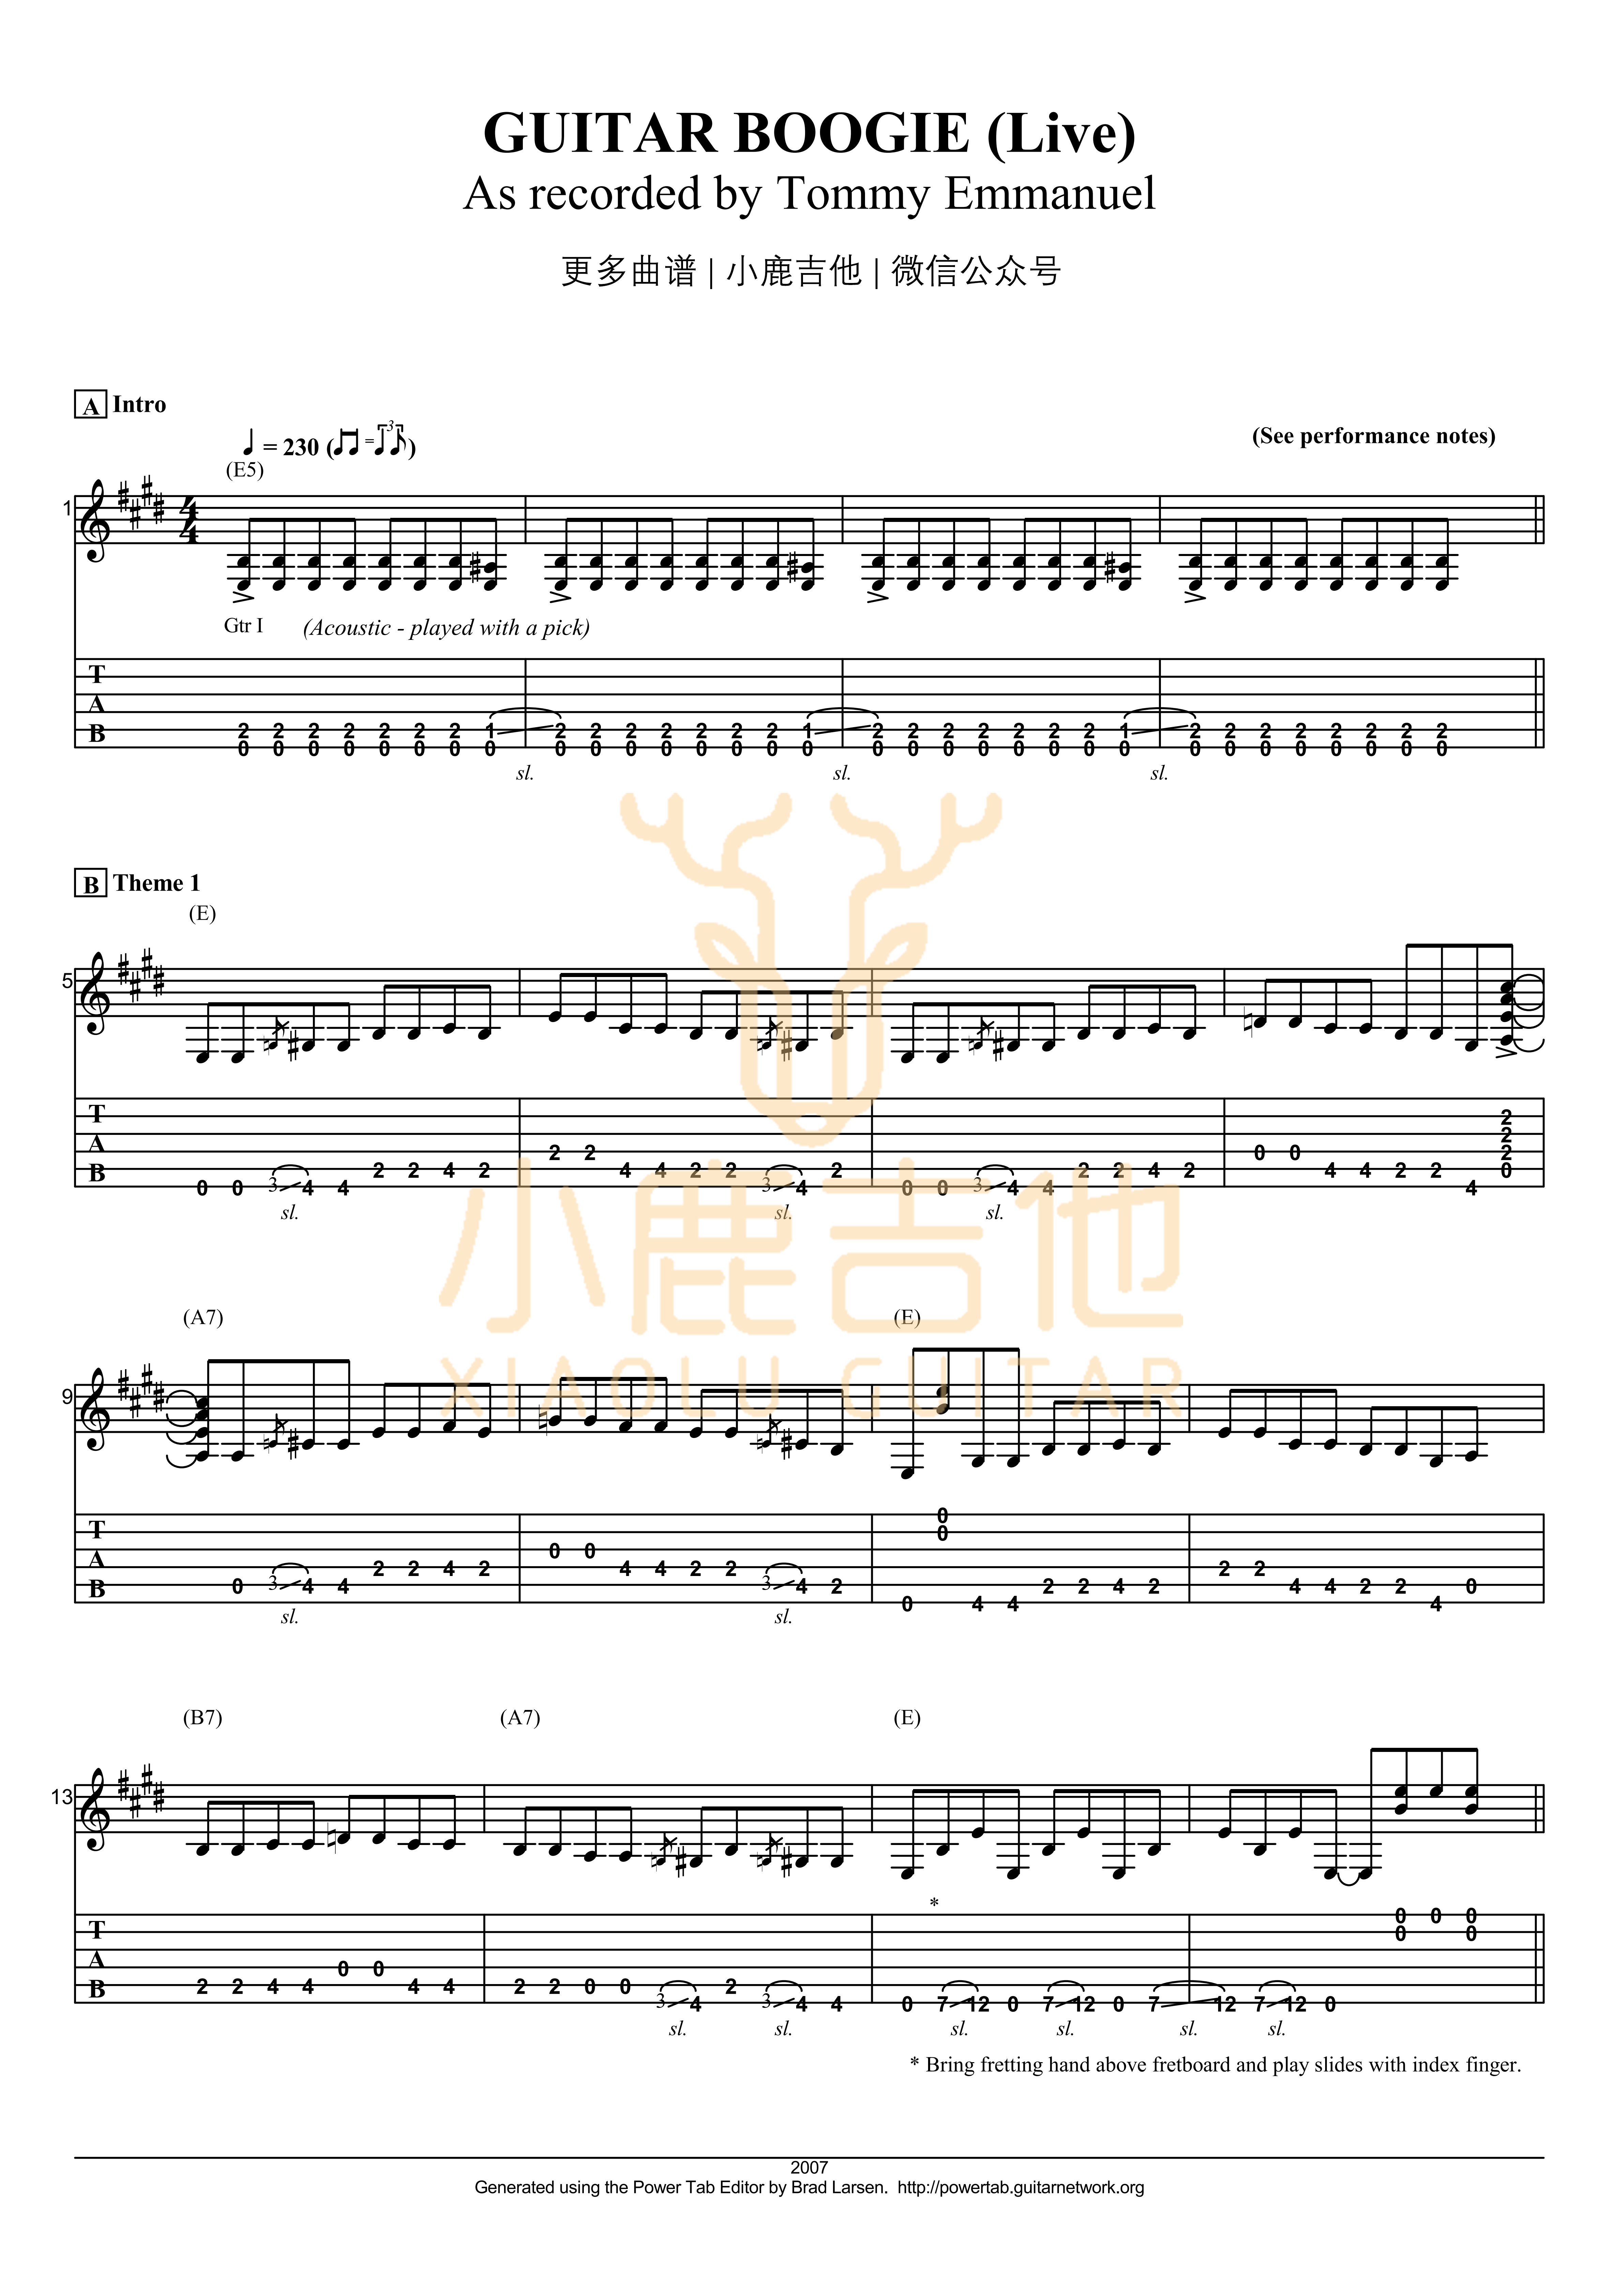 GUITAR BOOGIE (Live)
As recorded by Tommy Emmanuel
更多曲谱 | 小鹿吉他 | 微信公众号
A Intro
(See performance notes)
= 230 ( = 3 )
(E5)
1
4
4
Gtr I (Acoustic - played with a pick)
T
A
B
2 2 2 2 2 2 2 1 2 2 2 2 2 2 2 1 2 2 2 2 2 2 2 1 2 2 2 2 2 2 2 2
0 0 0 0 0 0 0 0 0 0 0 0 0 0 0 0 0 0 0 0 0 0 0 0 0 0 0 0 0 0 0 0
sl. sl. sl.
B Theme 1
(E)
5
T
A
B
2
2
2 2 0 0 2
2 2 4 2 4 4 2 2 2 2 2 4 2 4 4 2 2 0
0 0 3 4 4 3 4 0 0 3 4 4 4
sl. sl. sl.
小鹿吉他
XIAOLU GUITAR
(A7) (E)
9
T
A
B
0
0
0 0
2 2 4 2 4 4 2 2 2 2
0 3 4 4 3 4 2 2 2 4 2 4 4 2 2 0
0 4 4 4
sl. sl.
(B7) (A7) (E)
13
*
T
A
B
0 0 0
0 0
0 0
2 2 4 4 4 4 2 2 0 0 2
3 4 3 4 4 0 7 12 0 7 12 0 7 12 7 12 0
sl. sl. sl. sl. sl. sl.
* Bring fretting hand above fretboard and play slides with index finger.
2007
Generated using the Power Tab Editor by Brad Larsen. http://powertab.guitarnetwork.org